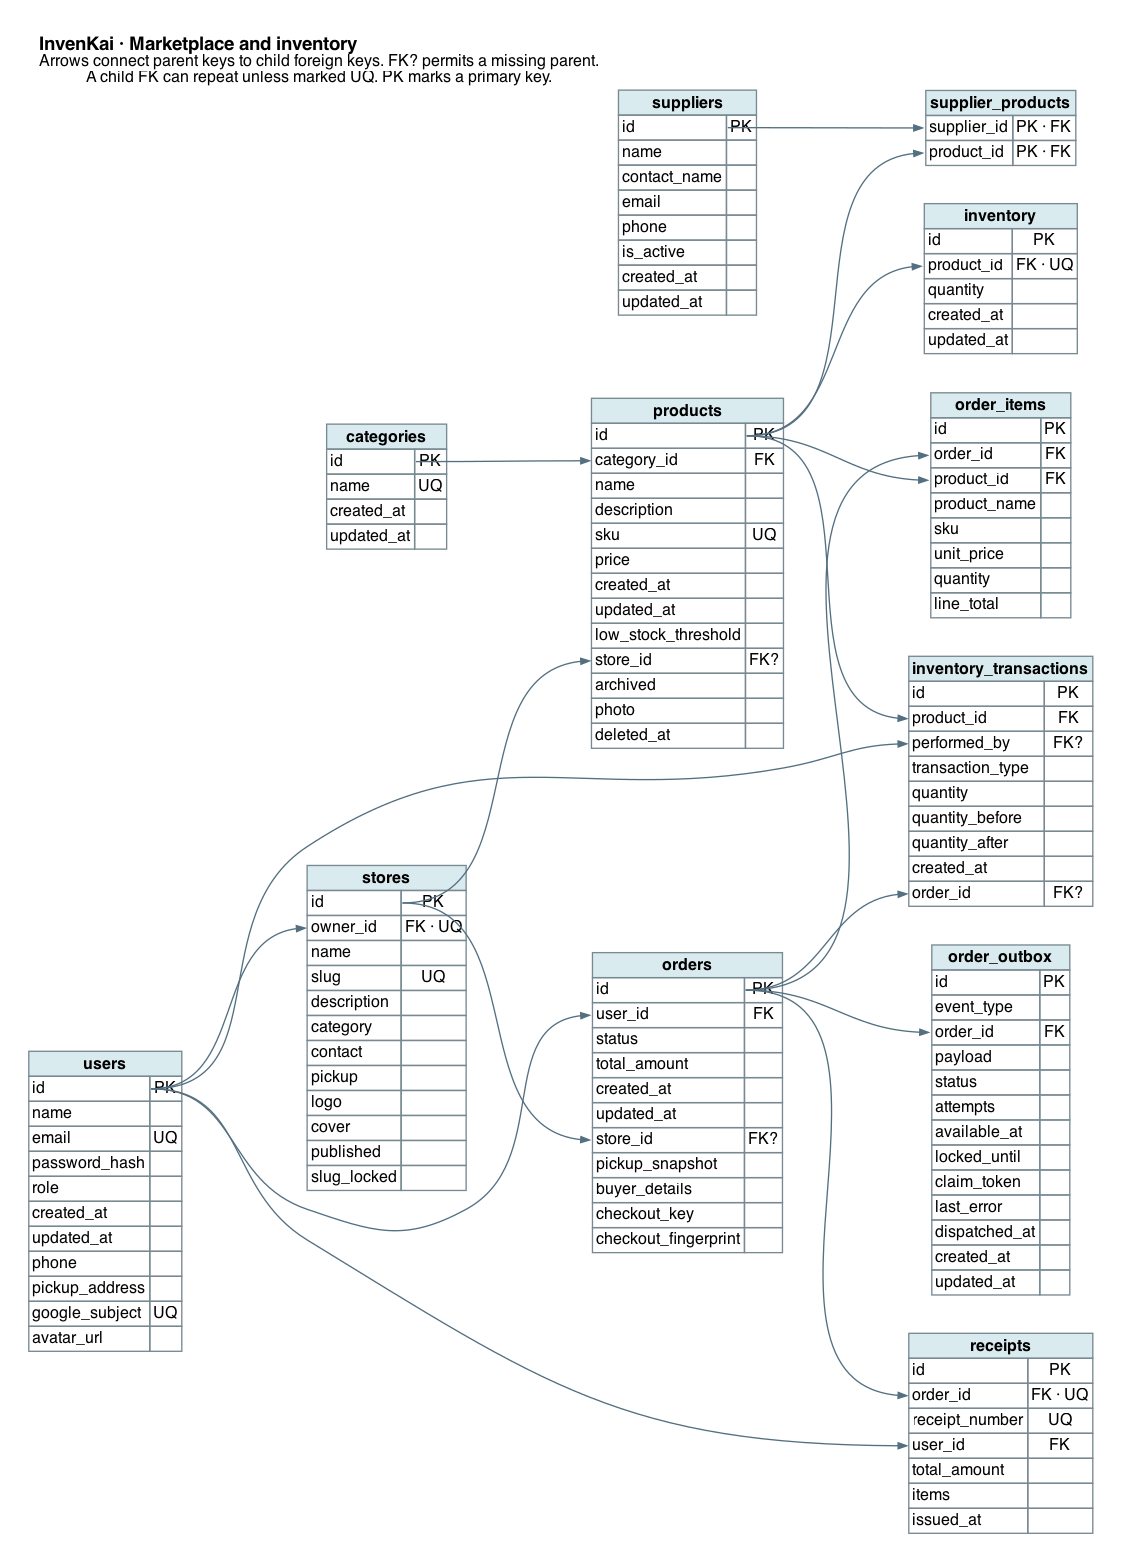 InvenKai · Marketplace and inventory
Arrows connect parent keys to child foreign keys. FK? permits a missing parent.
A child FK can repeat unless marked UQ. PK marks a primary key.
suppliers
id PK
name
contact_name
email
phone
is_active
created_at
updated_at
supplier_products
supplier_id PK · FK
product_id PK · FK
inventory
id PK
product_id FK · UQ
quantity
created_at
updated_at
categories
id PK
name UQ
created_at
updated_at
products
id PK
category_id FK
name
description
sku UQ
price
created_at
updated_at
low_stock_threshold
store_id FK?
archived
photo
deleted_at
order_items
id PK
order_id FK
product_id FK
product_name
sku
unit_price
quantity
line_total
inventory_transactions
id PK
product_id FK
performed_by FK?
transaction_type
quantity
quantity_before
quantity_after
created_at
order_id FK?
stores
id PK
owner_id FK · UQ
name
slug UQ
description
category
contact
pickup
logo
cover
published
slug_locked
orders
id PK
user_id FK
status
total_amount
created_at
updated_at
store_id FK?
pickup_snapshot
buyer_details
checkout_key
checkout_fingerprint
order_outbox
id PK
event_type
order_id FK
payload
status
attempts
available_at
locked_until
claim_token
last_error
dispatched_at
created_at
updated_at
users
id PK
name
email UQ
password_hash
role
created_at
updated_at
phone
pickup_address
google_subject UQ
avatar_url
receipts
id PK
order_id FK · UQ
receipt_number UQ
user_id FK
total_amount
items
issued_at